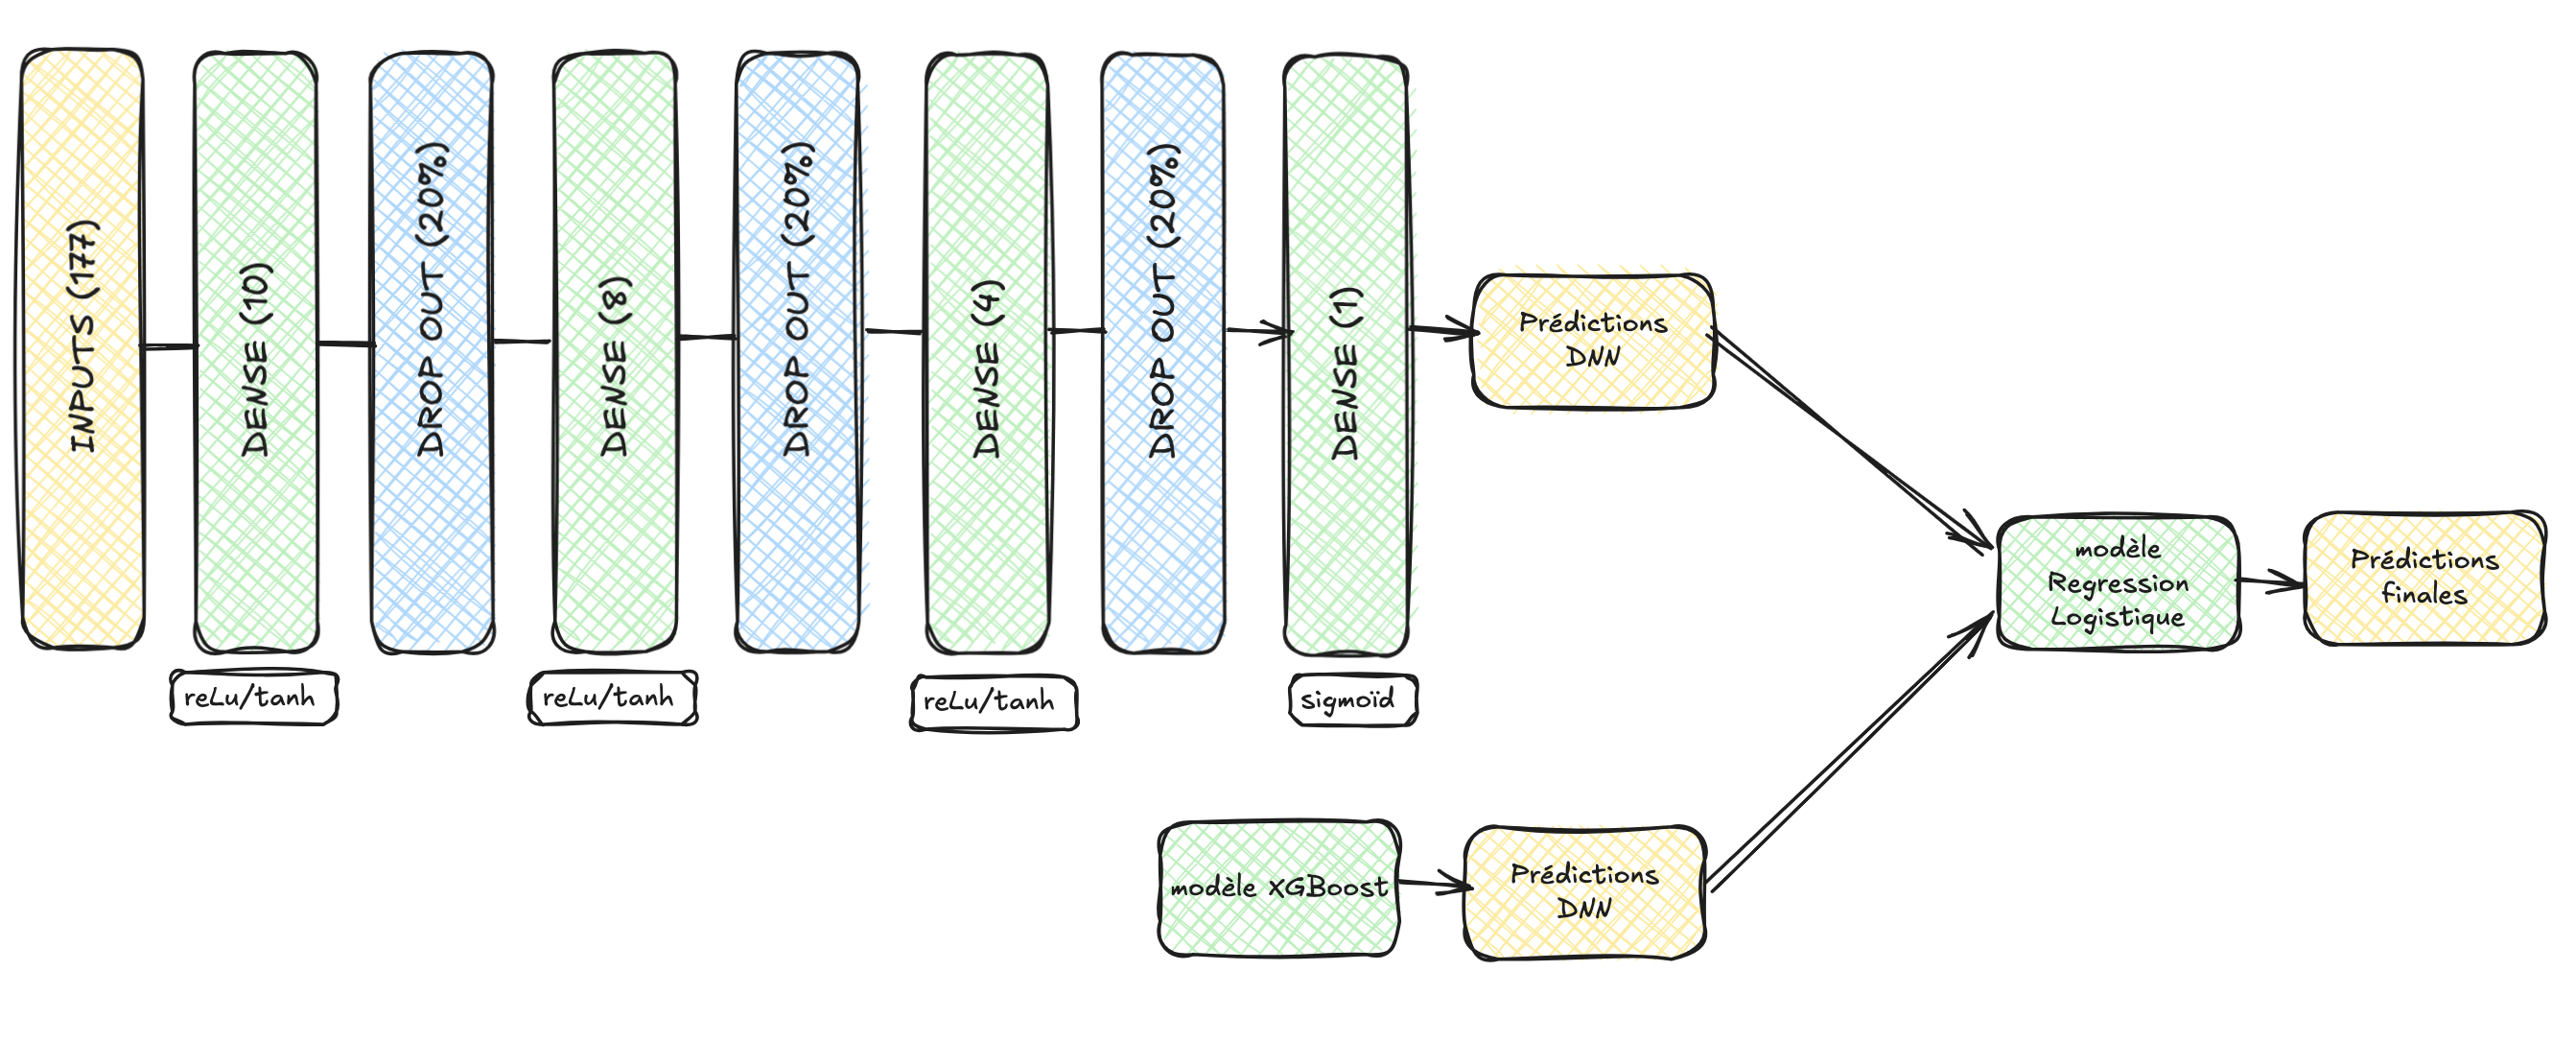 INPUTS (177)
DENSE (10)
DROP OUT (20%)
DENSE (8)
DROP OUT (20%)
DENSE (4)
DROP OUT (20%)
DENSE (1)
reLu/tanh
reLu/tanh
reLu/tanh
sigmoïd
Prédictions
DNN
modèle XGBoost
Prédictions
DNN
modèle
Regression
Logistique
Prédictions
finales